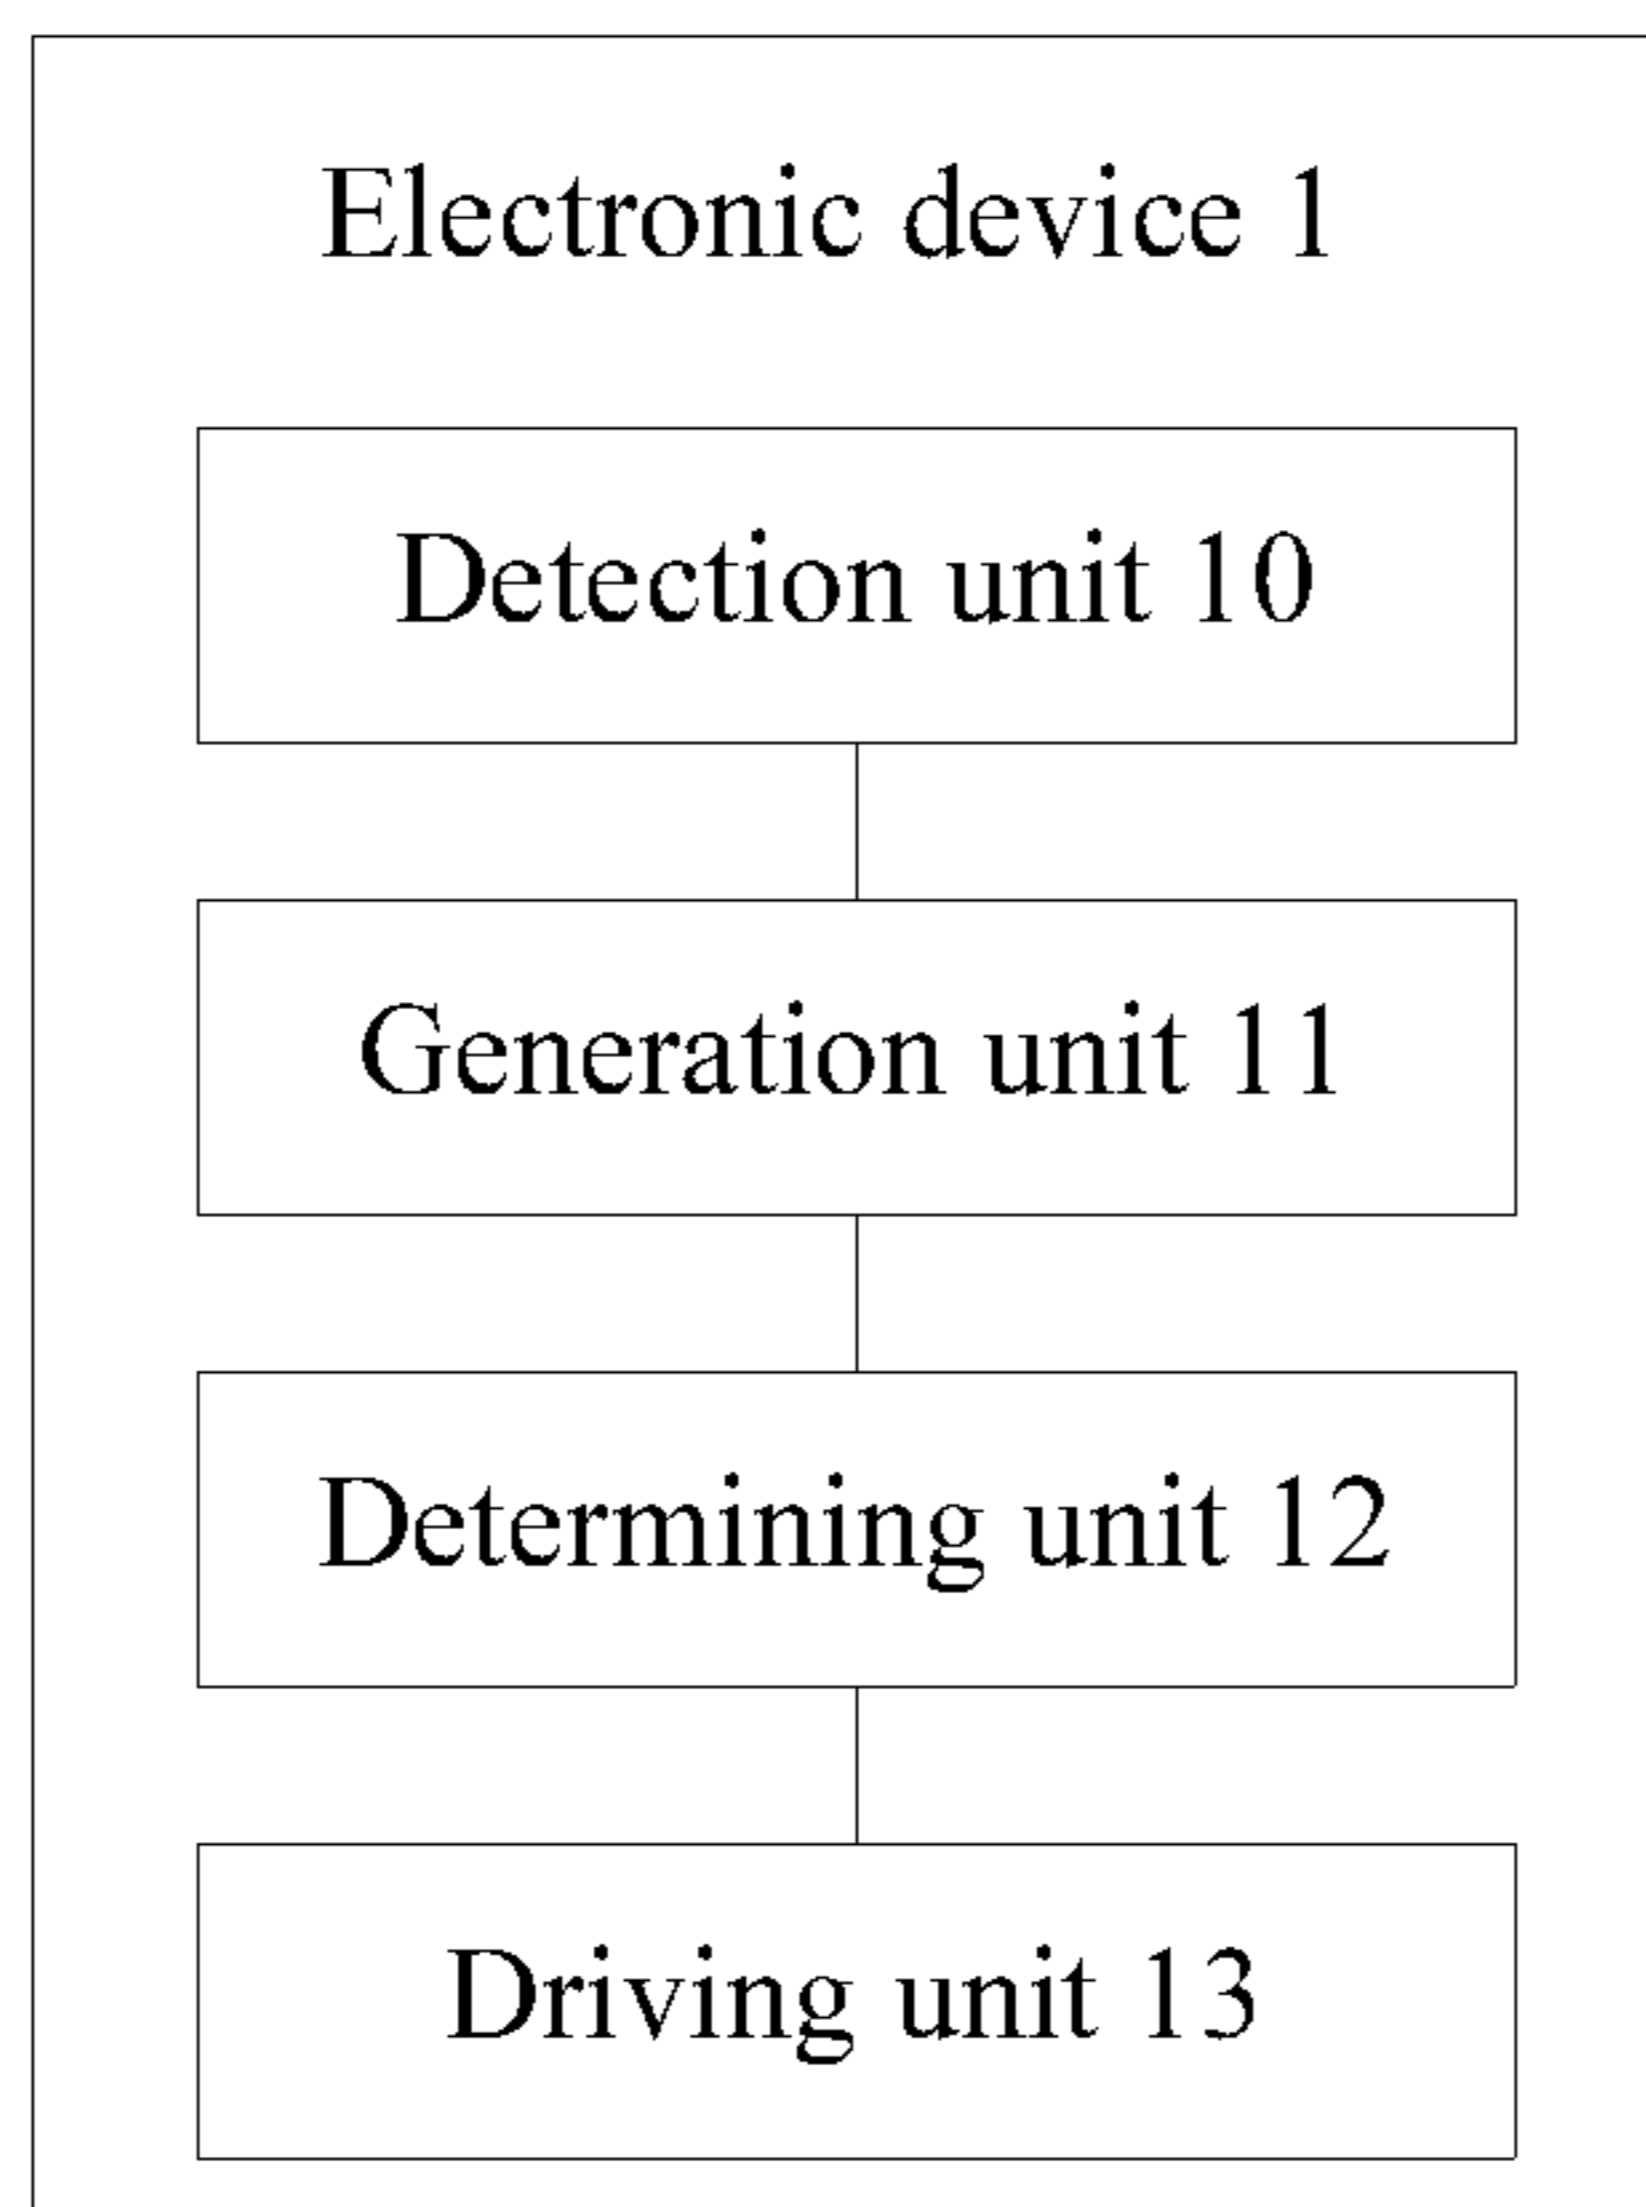 Electronic device 1
Detection unit 10
Generation unit 11
Determining unit 12
Driving unit 13